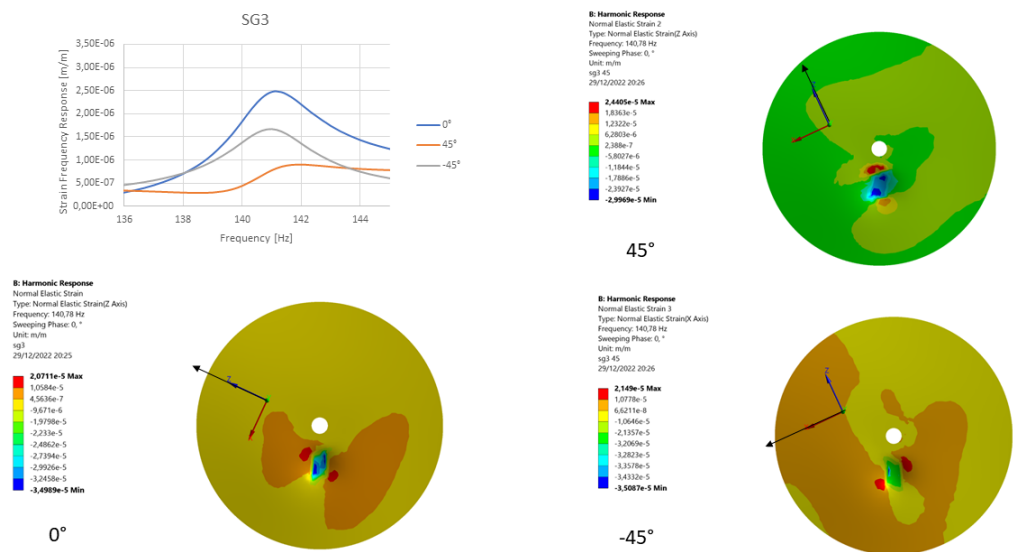 SG3
Strain Frequency Response [m/m]
3,50E-06
3,00E-06
2,50E-06
2,00E-06
1,50E-06
1,00E-06
5,00E-07
0,00E+00
136
138
140
142
144
Frequency [Hz]
0°
45°
-45°
B: Harmonic Response
Normal Elastic Strain 2
Type: Normal Elastic Strain(Z Axis)
Frequency: 140,78 Hz
Sweeping Phase: 0, °
Unit: m/m
sg3 45
29/12/2022 20:26
2,4405e-5 Max
1,8363e-5
1,2322e-5
6,2803e-6
2,388e-7
-5,8027e-6
-1,1844e-5
-1,7886e-5
-2,3927e-5
-2,9969e-5 Min
Z
45°
B: Harmonic Response
Normal Elastic Strain
Type: Normal Elastic Strain(Z Axis)
Frequency: 140,78 Hz
Sweeping Phase: 0, °
Unit: m/m
sg3
29/12/2022 20:25
2,0711e-5 Max
1,0584e-5
4,5636e-7
-9,671e-6
-1,9798e-5
-2,233e-5
-2,4862e-5
-2,7394e-5
-2,9926e-5
-3,2458e-5
-3,4989e-5 Min
Z
0°
B: Harmonic Response
Normal Elastic Strain 3
Type: Normal Elastic Strain(X Axis)
Frequency: 140,78 Hz
Sweeping Phase: 0, °
Unit: m/m
sg3 45
29/12/2022 20:26
2,149e-5 Max
1,0778e-5
6,6211e-8
-1,0646e-5
-2,1357e-5
-3,2069e-5
-3,2823e-5
-3,3578e-5
-3,4332e-5
-3,5087e-5 Min
Z
-45°